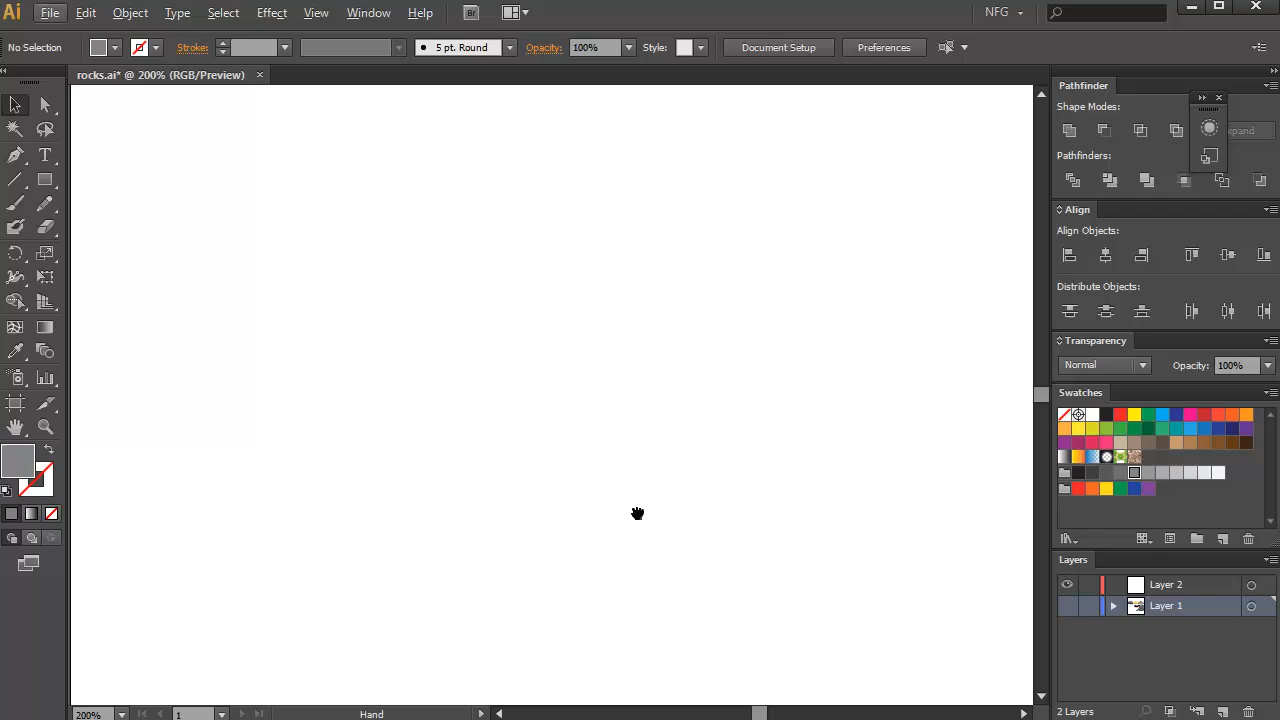 Ai File Edit Object Type Select Effect View Window Help Br NFG
No Selection Stroke: 5 pt. Round Opacity: 100% Style: Document Setup Preferences
rocks.ai* @ 200% (RGB/Preview)
Pathfinder
Shape Modes:
xpand
Pathfinders:
Align
Align Objects:
Distribute Objects:
Transparency
Normal Opacity: 100%
Swatches
Layers
Layer 2
Layer 1
200% 1 Hand 2 Layers